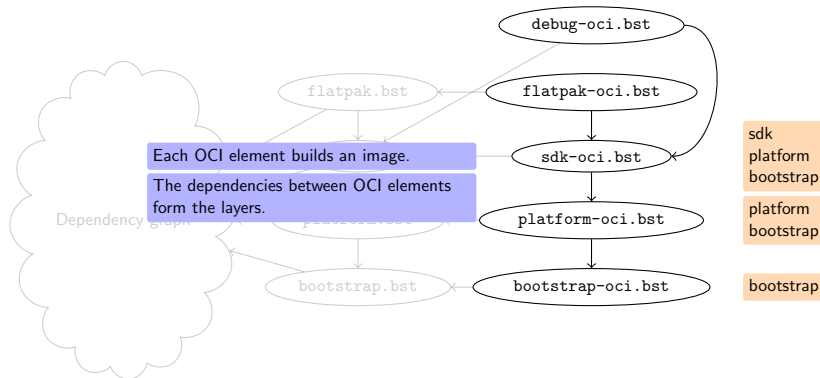 debug-oci.bst
flatpak.bst
flatpak-oci.bst
Each OCI element builds an image.
sdk-oci.bst
sdk
platform
bootstrap
The dependencies between OCI elements
form the layers.
Dependency graph
platform.bst
platform-oci.bst
platform
bootstrap
bootstrap.bst
bootstrap-oci.bst
bootstrap